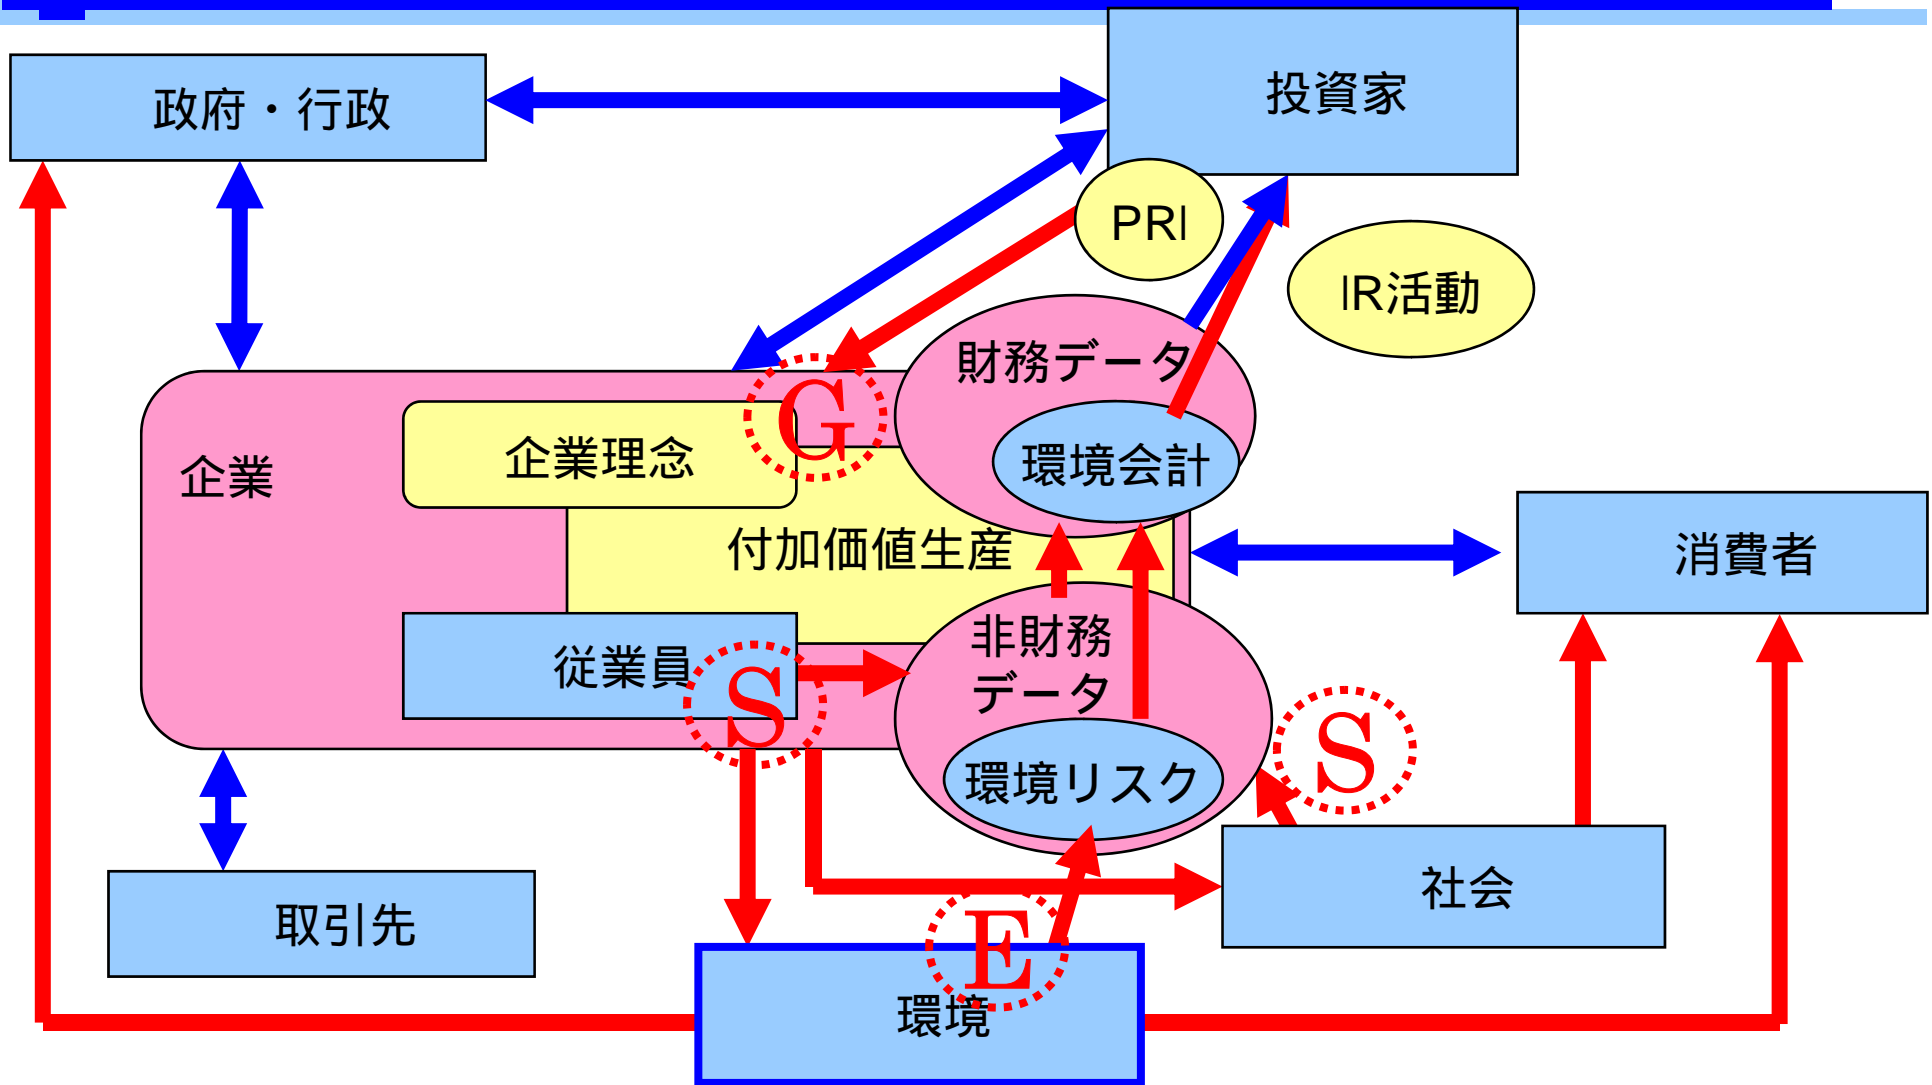 政府・行政
投資家
PRI
IR活動
財務データ
G
企業理念
環境会計
企業
付加価値生産
消費者
非財務
データ
従業員
S
S
環境リスク
社会
取引先
E
環境